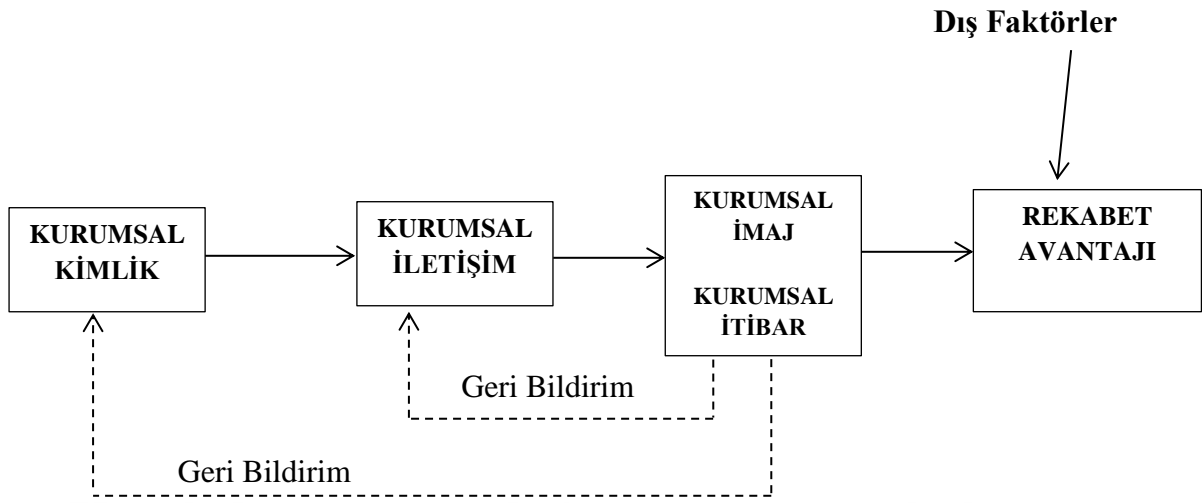 Dış Faktörler
KURUMSAL
KİMLİK
KURUMSAL
İLETİŞİM
KURUMSAL
İMAJ
KURUMSAL
İTİBAR
REKABET
AVANTAJI
Geri Bildirim
Geri Bildirim